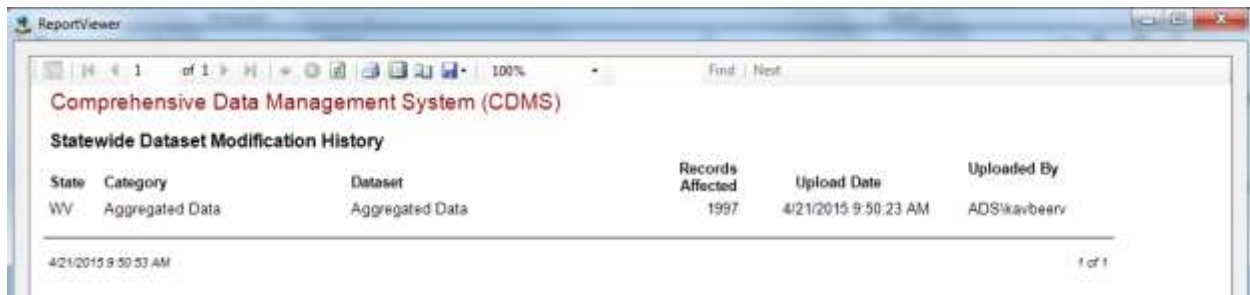 ReportViewer
1 of 1 100% Find | Next
Comprehensive Data Management System (CDMS)
Statewide Dataset Modification History
State Category Dataset Records Affected Upload Date Uploaded By
WV Aggregated Data Aggregated Data 1997 4/21/2015 9:50:23 AM ADS\kavbeerv
4/21/2015 9:50:53 AM 1 of 1